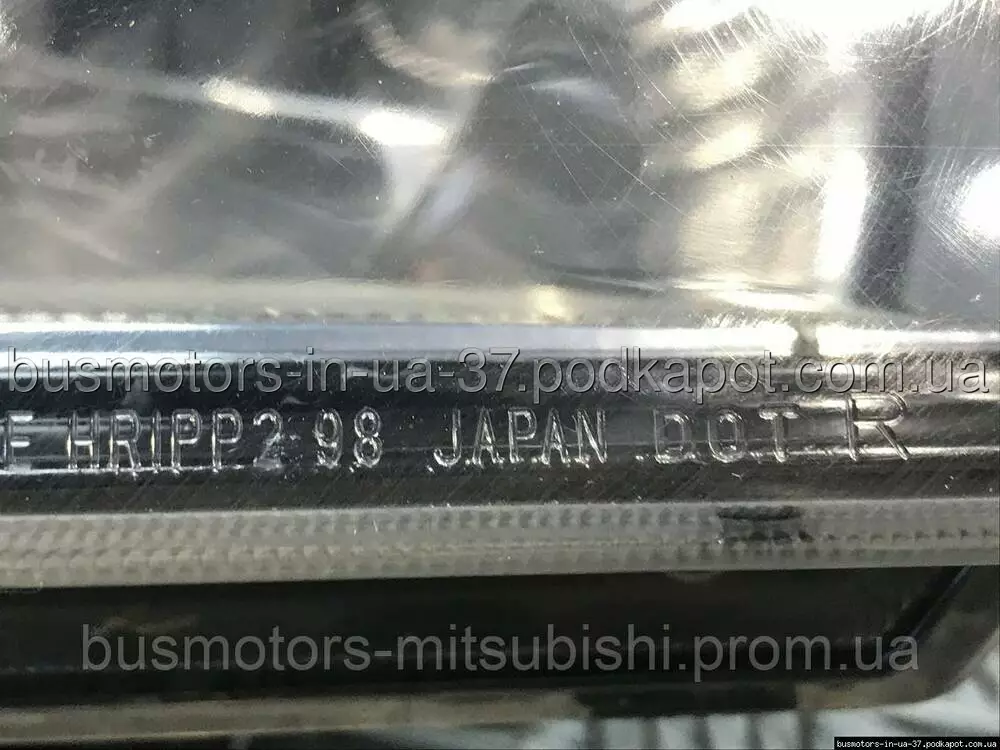 busmotors-in-ua-37.podkapot.com.ua
F HRIPP2 98 JAPAN DOT R
busmotors-mitsubishi.prom.ua
busmotors-in-ua-37.podkapot.com.ua